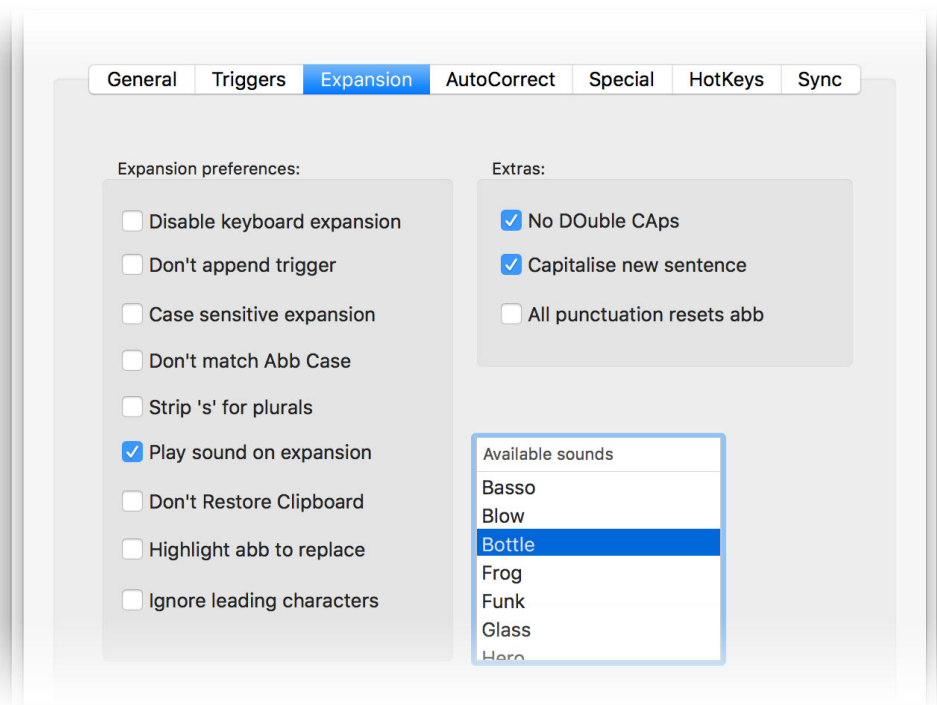 General Triggers Expansion AutoCorrect Special HotKeys Sync
Expansion preferences:
Disable keyboard expansion
Don't append trigger
Case sensitive expansion
Don't match Abb Case
Strip 's' for plurals
Play sound on expansion
Don't Restore Clipboard
Highlight abb to replace
Ignore leading characters
Extras:
No DOuble CAps
Capitalise new sentence
All punctuation resets abb
Available sounds
Basso
Blow
Bottle
Frog
Funk
Glass
Hero